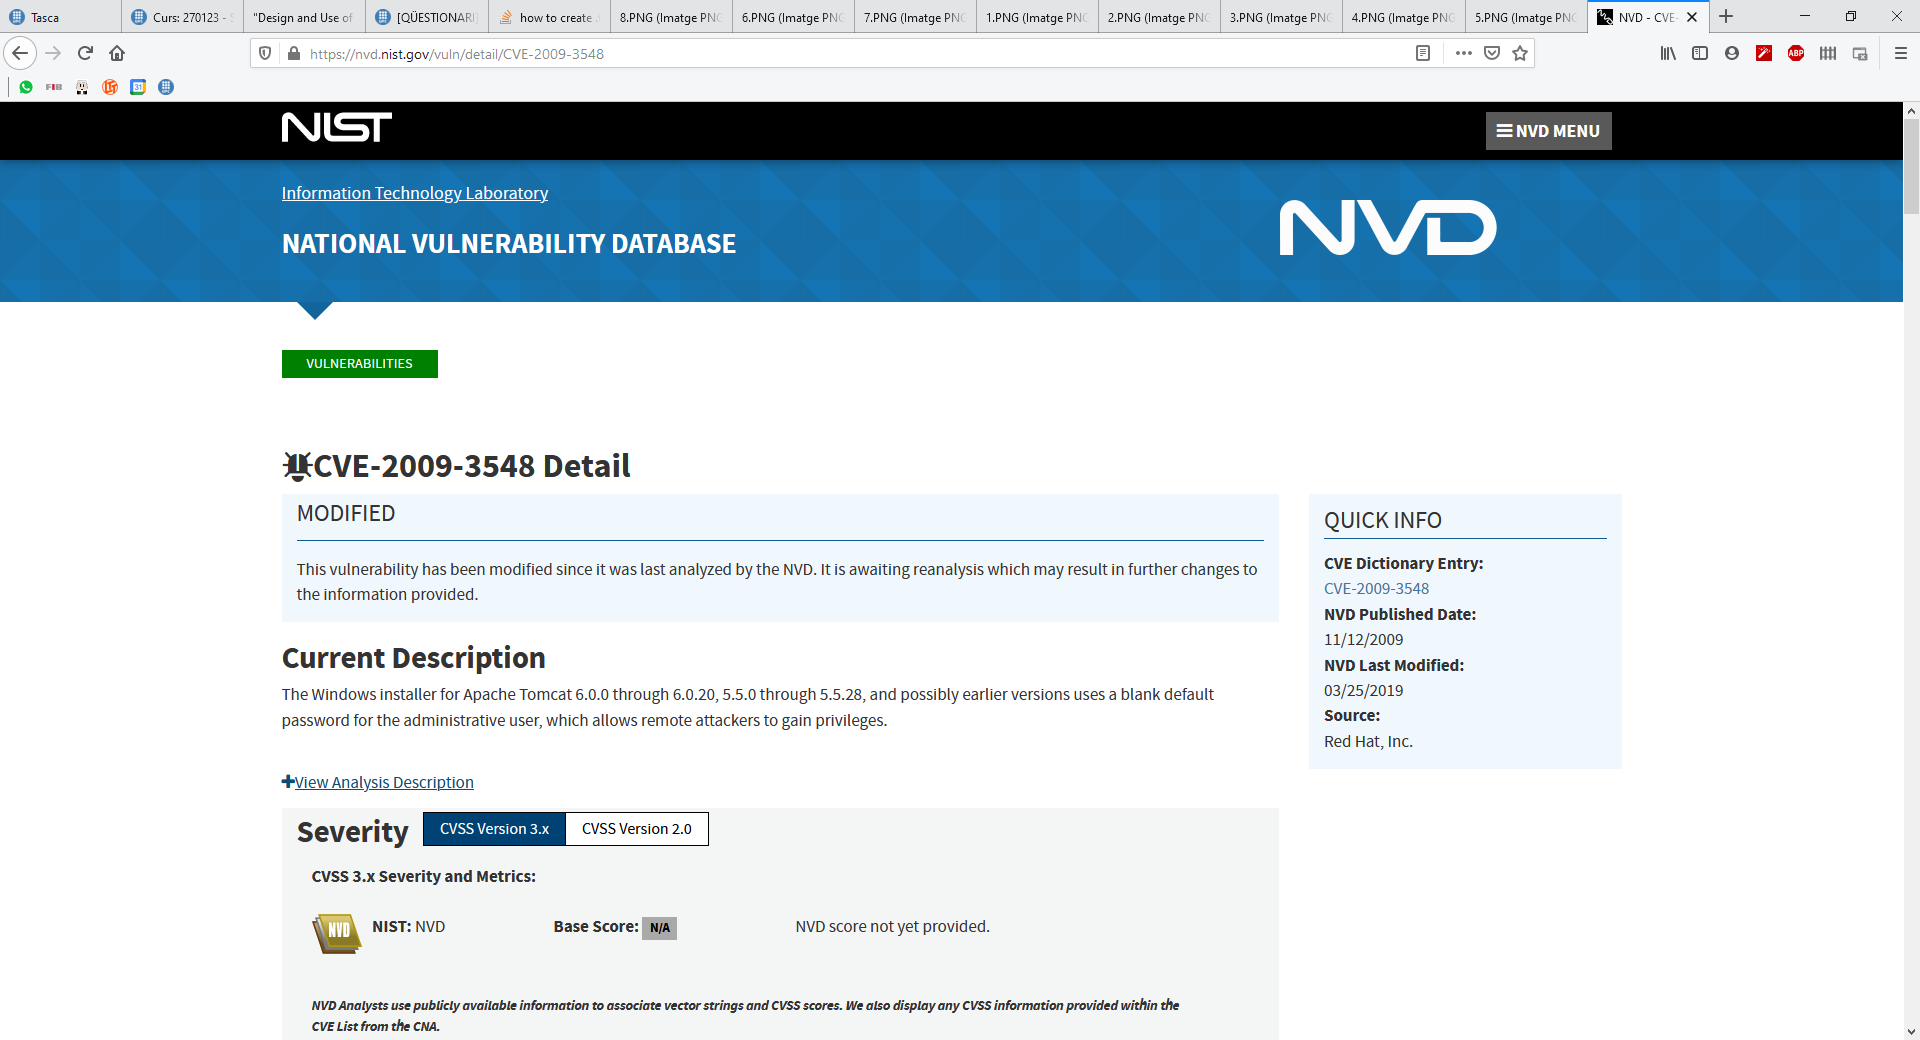 Tasca
Curs: 270123 - S
"Design and Use of
[QÜESTIONARI
how to create
8.PNG (Imatge PNG
6.PNG (Imatge PNG
7.PNG (Imatge PNG
1.PNG (Imatge PNG
2.PNG (Imatge PNG
3.PNG (Imatge PNG
4.PNG (Imatge PNG
5.PNG (Imatge PNG
NVD - CVE-
https://nvd.nist.gov/vuln/detail/CVE-2009-3548
ABP
FIB
31
NIST
NVD MENU
Information Technology Laboratory
NATIONAL VULNERABILITY DATABASE
NVD
VULNERABILITIES
CVE-2009-3548 Detail
MODIFIED
This vulnerability has been modified since it was last analyzed by the NVD. It is awaiting reanalysis which may result in further changes to
the information provided.
Current Description
The Windows installer for Apache Tomcat 6.0.0 through 6.0.20, 5.5.0 through 5.5.28, and possibly earlier versions uses a blank default
password for the administrative user, which allows remote attackers to gain privileges.
View Analysis Description
Severity
CVSS Version 3.x
CVSS Version 2.0
CVSS 3.x Severity and Metrics:
NVD
NIST: NVD
Base Score: N/A
NVD score not yet provided.
NVD Analysts use publicly available information to associate vector strings and CVSS scores. We also display any CVSS information provided within the
CVE List from the CNA.
QUICK INFO
CVE Dictionary Entry:
CVE-2009-3548
NVD Published Date:
11/12/2009
NVD Last Modified:
03/25/2019
Source:
Red Hat, Inc.